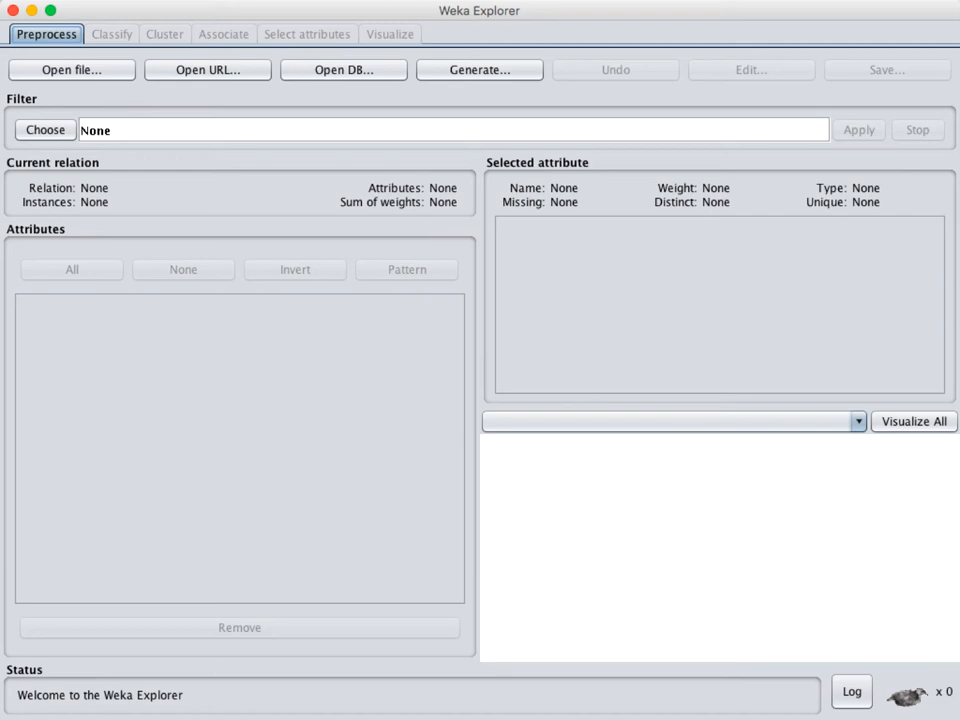 Weka Explorer
Preprocess Classify Cluster Associate Select attributes Visualize
Open file... Open URL... Open DB... Generate... Undo Edit... Save...
Filter
Choose None Apply Stop
Current relation
Relation: None Attributes: None
Instances: None Sum of weights: None
Selected attribute
Name: None Weight: None Type: None
Missing: None Distinct: None Unique: None
Attributes
All None Invert Pattern
Visualize All
Remove
Status
Welcome to the Weka Explorer
Log x 0